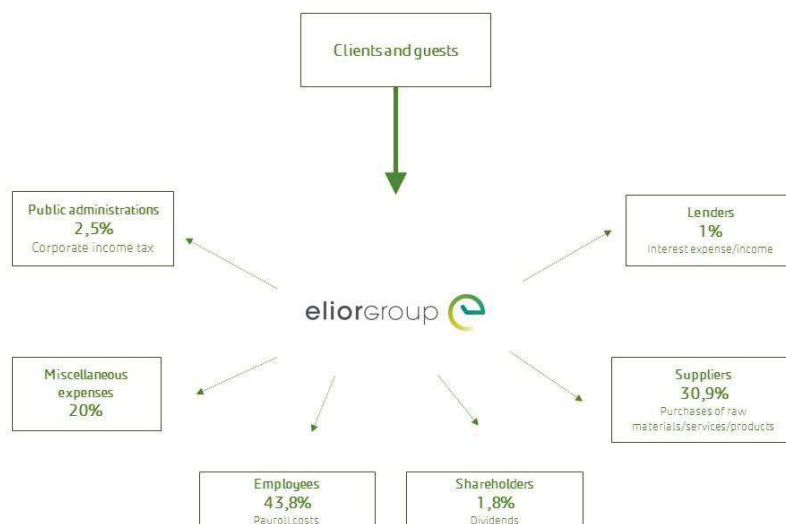 Clients and guests
Public administrations
2,5%
Corporate income tax
Lenders
1%
Interest expense/income
eliorGroup
Miscellaneous
expenses
20%
Suppliers
30,9%
Purchases of raw
materials/services/products
Employees
43,8%
Payroll costs
Shareholders
1,8%
Dividends